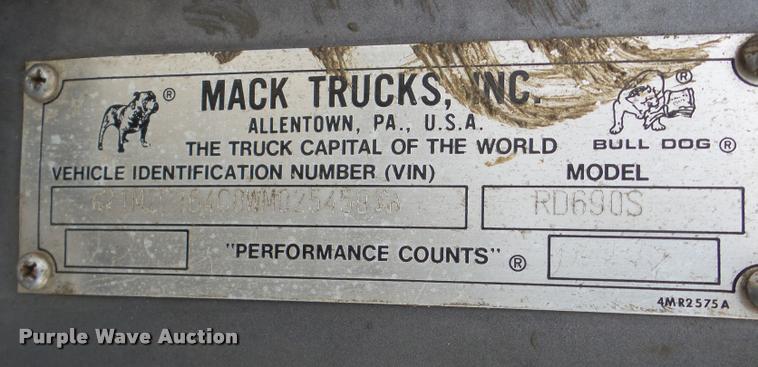 MACK TRUCKS, INC.
ALLENTOWN, PA., U.S.A.
THE TRUCK CAPITAL OF THE WORLD
BULL DOG ®
VEHICLE IDENTIFICATION NUMBER (VIN)
MODEL
RD690S
"PERFORMANCE COUNTS" ®
4MR2575A
Purple Wave Auction